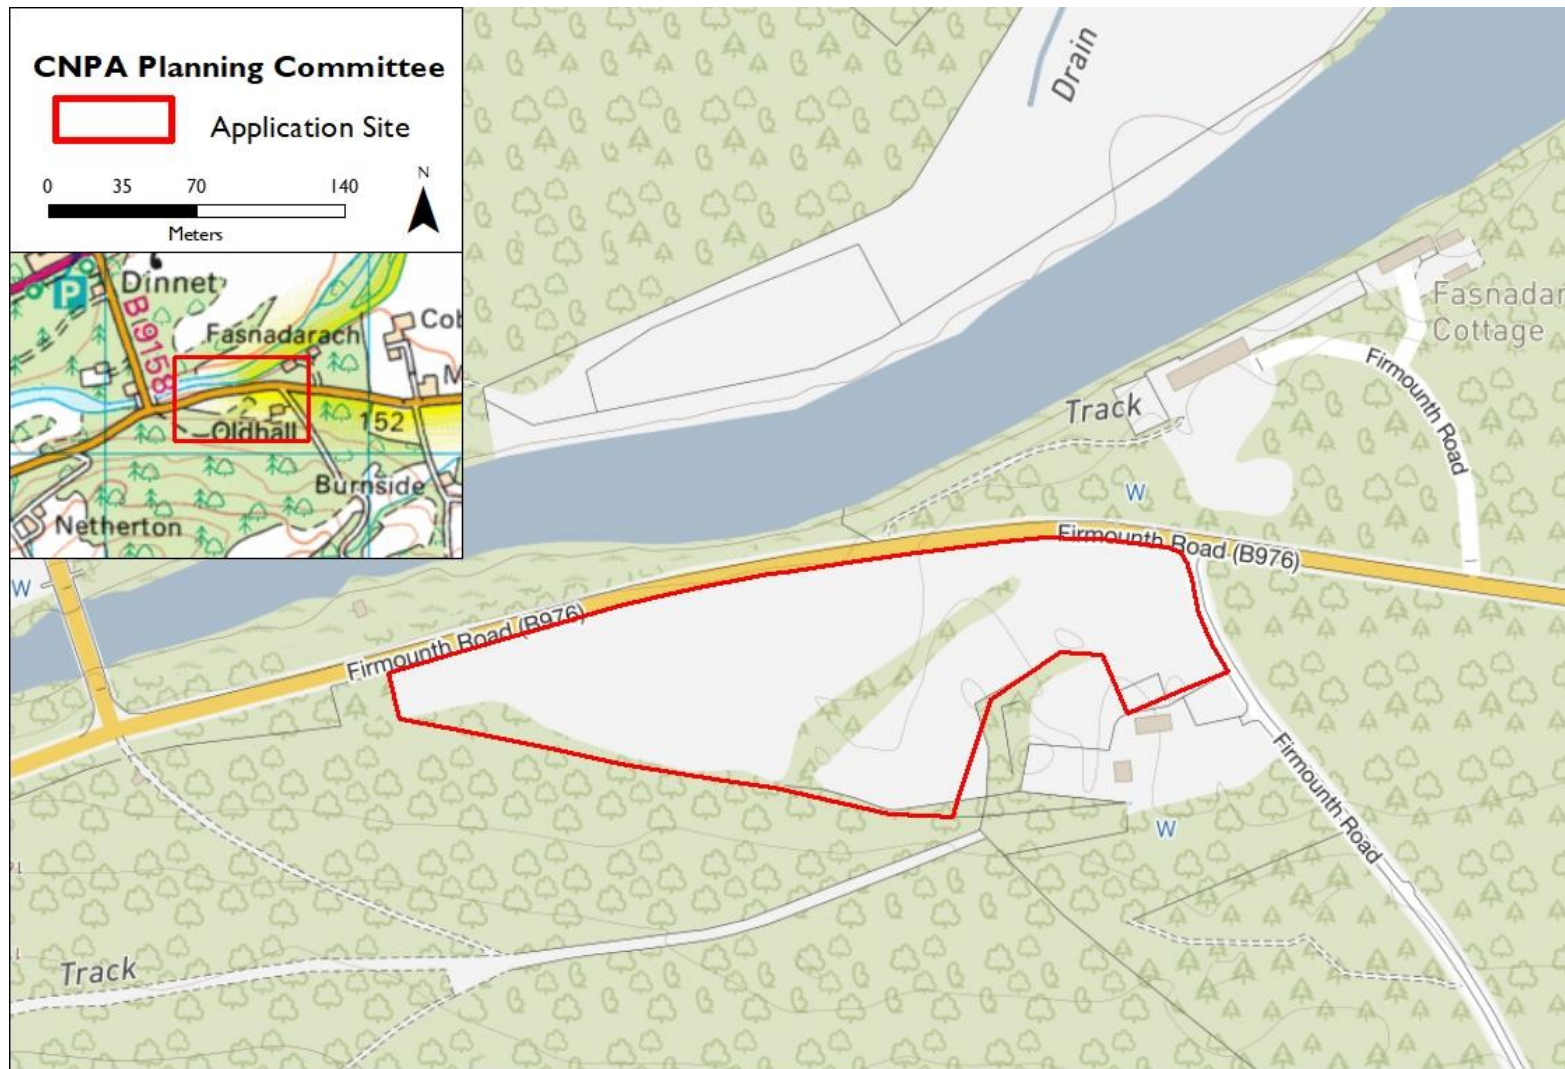 CNPA Planning Committee
Application Site
0 35 70 140
Meters
N
Dinnet
P
B9158
Fasnadarach
Oldhall
152
Burnside
Netherton
Drain
Fasnadar
Cottage
Firmounth Road
Track
W
Firmounth Road (B976)
W
Firmounth Road (B976)
Firmounth Road
W
Track